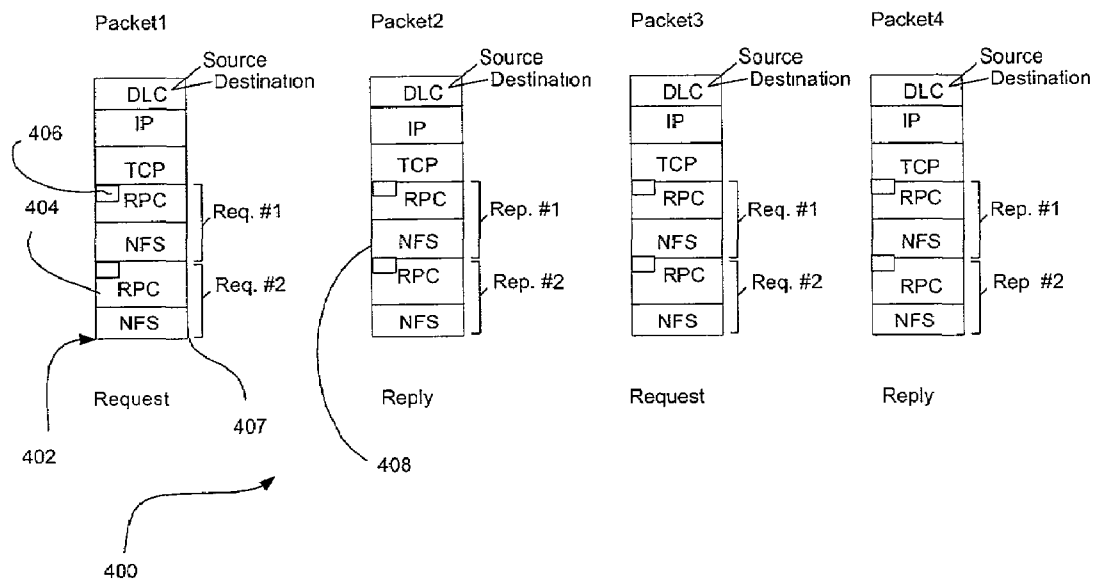 Packet1
Packet2
Packet3
Packet4
Source
Destination
Source
Destination
Source
Destination
Source
Destination
DLC
IP
TCP
RPC
NFS
RPC
NFS
Req. #1
Req. #2
Request
406
404
402
407
DLC
IP
TCP
RPC
NFS
RPC
NFS
Rep. #1
Rep. #2
Reply
408
DLC
IP
TCP
RPC
NFS
RPC
NFS
Req. #1
Req. #2
Request
DLC
IP
TCP
RPC
NFS
RPC
NFS
Rep. #1
Rep #2
Reply
400